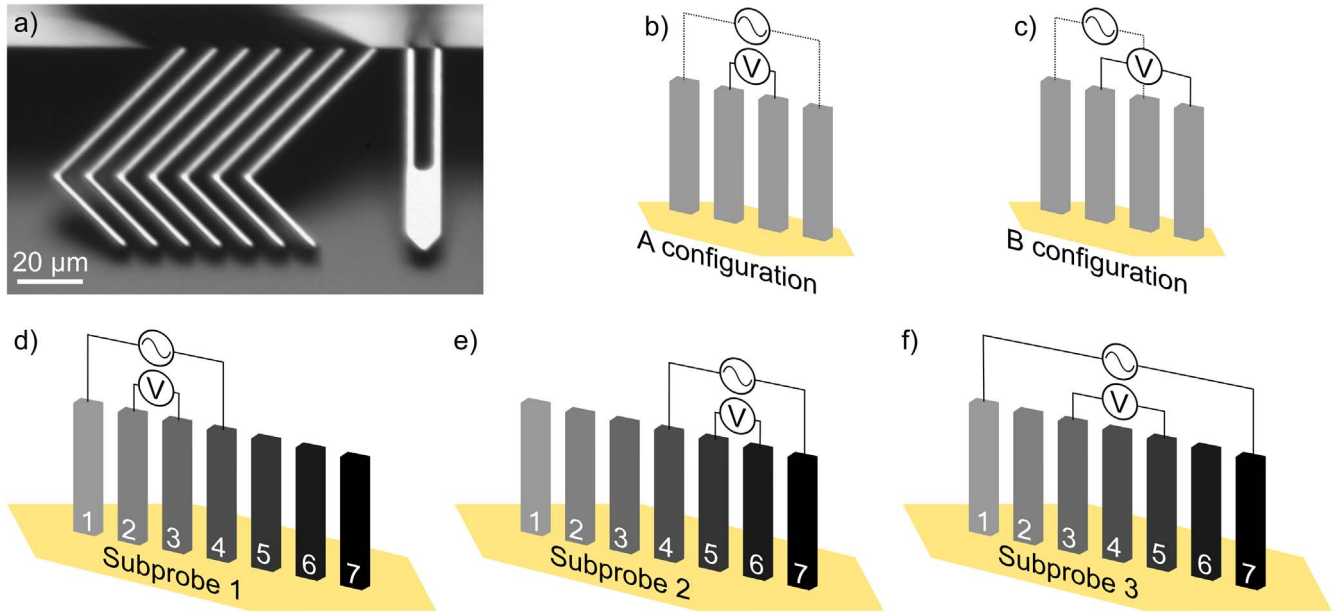 a)
20 µm
b)
V
A configuration
c)
V
B configuration
d)
V
1 2 3 4 5 6 7
Subprobe 1
e)
V
1 2 3 4 5 6 7
Subprobe 2
f)
V
1 2 3 4 5 6 7
Subprobe 3